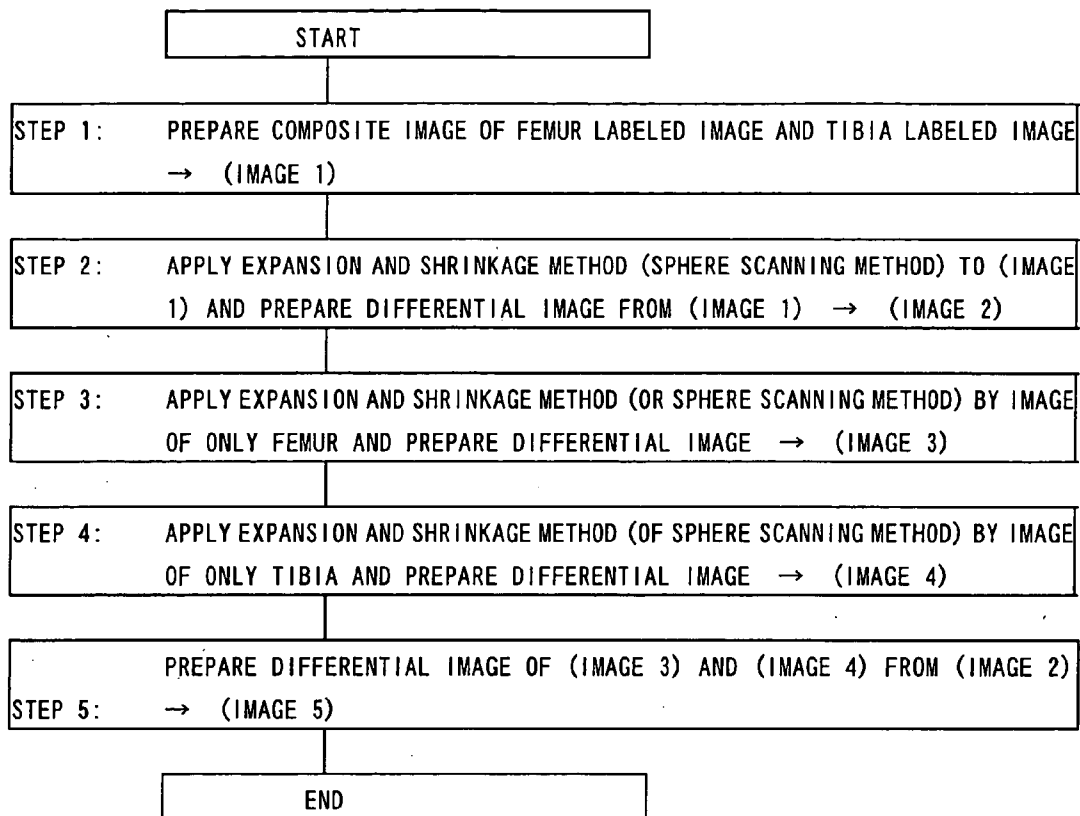 START
STEP 1: PREPARE COMPOSITE IMAGE OF FEMUR LABELED IMAGE AND TIBIA LABELED IMAGE
→ (IMAGE 1)
STEP 2: APPLY EXPANSION AND SHRINKAGE METHOD (SPHERE SCANNING METHOD) TO (IMAGE
1) AND PREPARE DIFFERENTIAL IMAGE FROM (IMAGE 1) → (IMAGE 2)
STEP 3: APPLY EXPANSION AND SHRINKAGE METHOD (OR SPHERE SCANNING METHOD) BY IMAGE
OF ONLY FEMUR AND PREPARE DIFFERENTIAL IMAGE → (IMAGE 3)
STEP 4: APPLY EXPANSION AND SHRINKAGE METHOD (OF SPHERE SCANNING METHOD) BY IMAGE
OF ONLY TIBIA AND PREPARE DIFFERENTIAL IMAGE → (IMAGE 4)
PREPARE DIFFERENTIAL IMAGE OF (IMAGE 3) AND (IMAGE 4) FROM (IMAGE 2)
STEP 5: → (IMAGE 5)
END